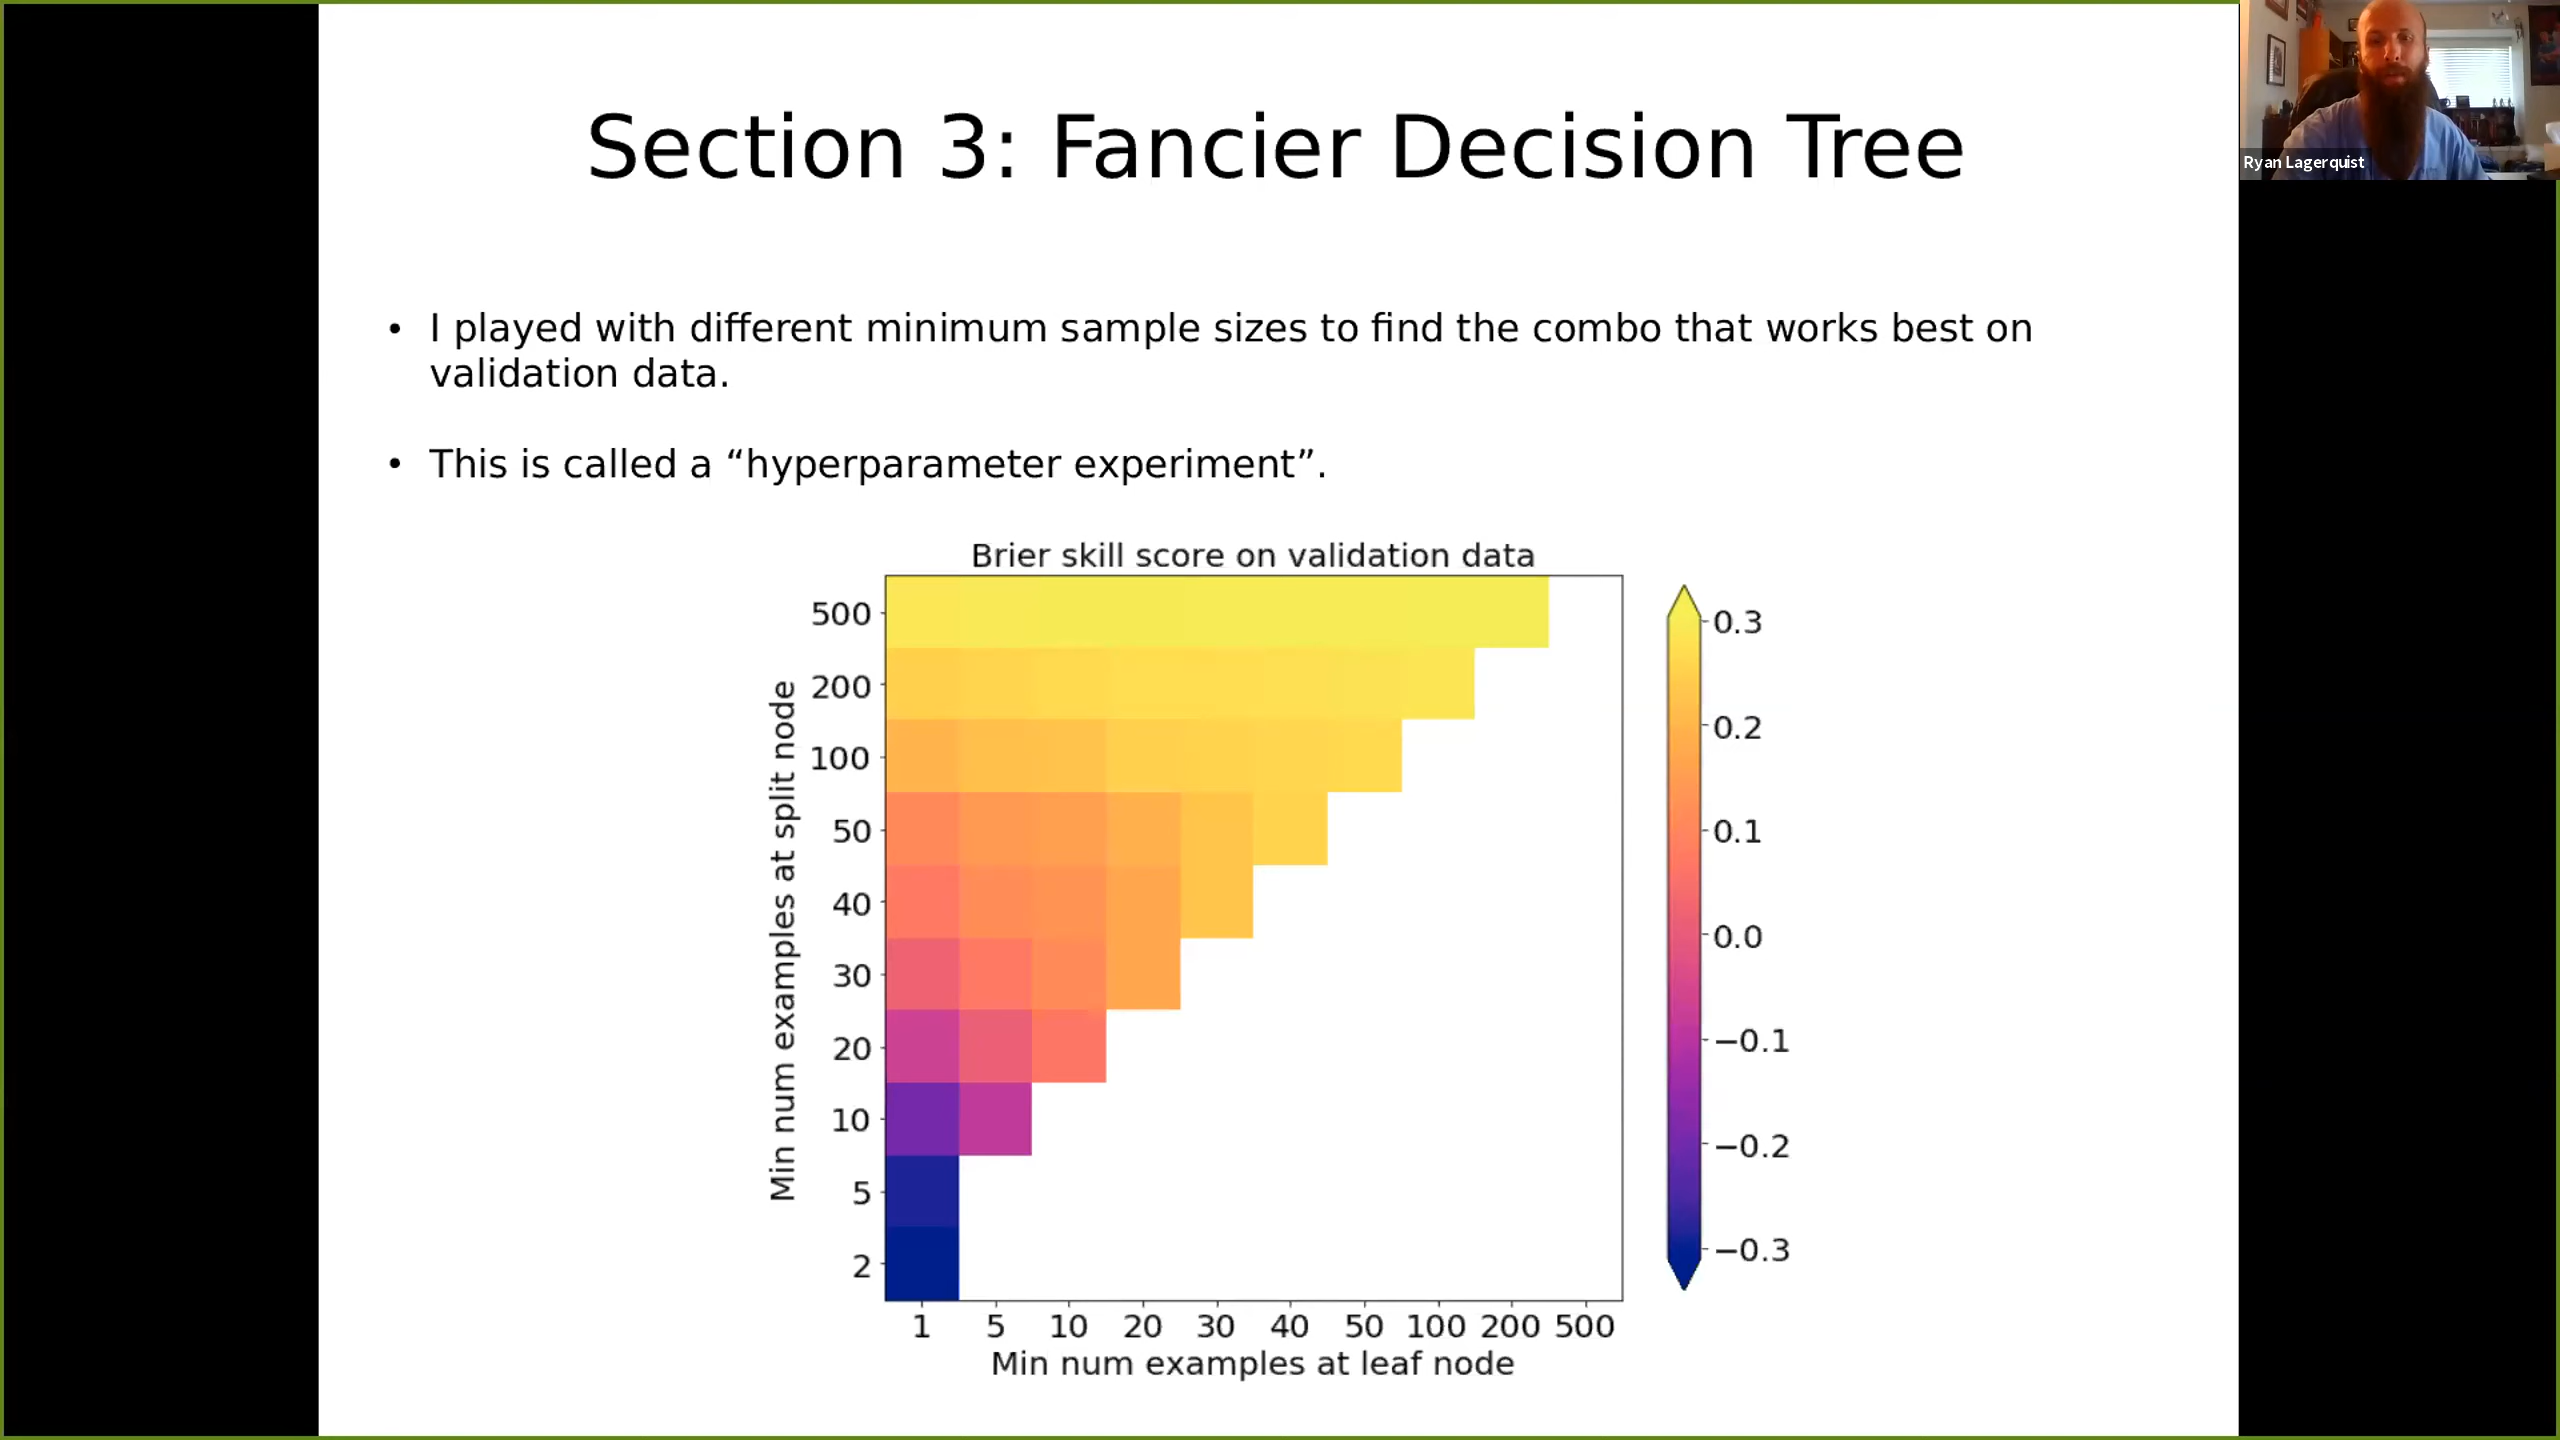 Section 3: Fancier Decision Tree
Ryan Lagerquist
• I played with different minimum sample sizes to find the combo that works best on
validation data.
• This is called a “hyperparameter experiment”.
Brier skill score on validation data
Min num examples at split node
500
200
100
50
40
30
20
10
5
2
1 5 10 20 30 40 50 100 200 500
Min num examples at leaf node
0.3
0.2
0.1
0.0
−0.1
−0.2
−0.3